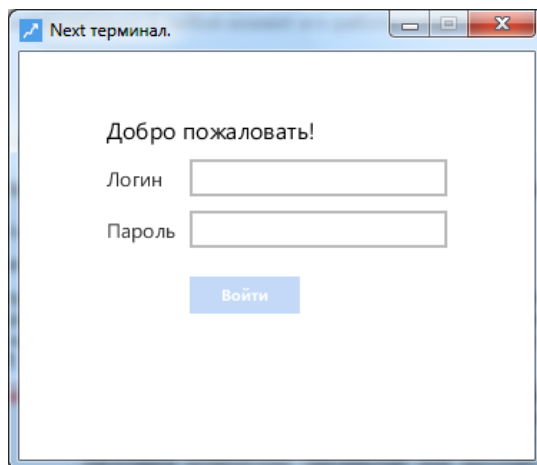 Next терминал.
Добро пожаловать!
Логин
Пароль
Войти